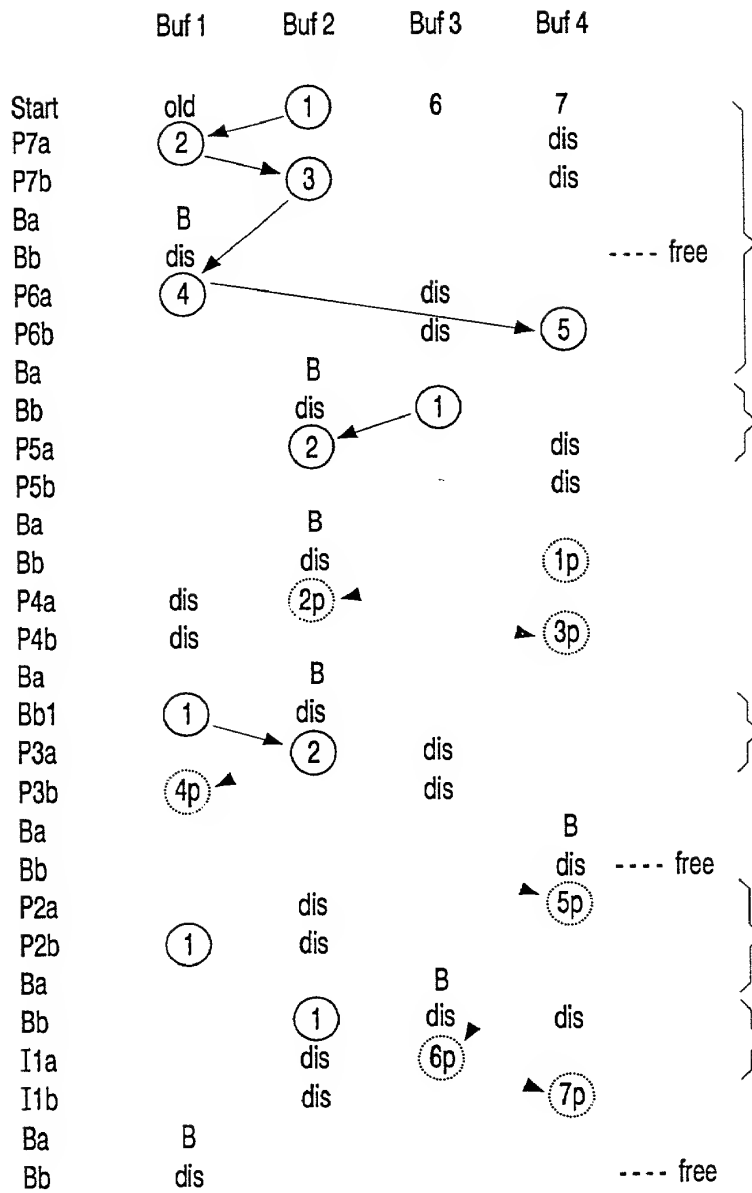 Buf 1 Buf 2 Buf 3 Buf 4
Start old 1 6 7
P7a 2 dis
P7b 3 dis
Ba B
Bb dis ---- free
P6a 4 dis
P6b dis 5
Ba B
Bb dis 1
P5a 2 dis
P5b dis
Ba B
Bb dis 1p
P4a dis 2p
P4b dis 3p
Ba B
Bb1 1 dis
P3a 2 dis
P3b 4p dis
Ba B
Bb dis ---- free
P2a dis 5p
P2b 1 dis
Ba B
Bb 1 dis dis
I1a dis 6p
I1b dis 7p
Ba B
Bb dis ---- free